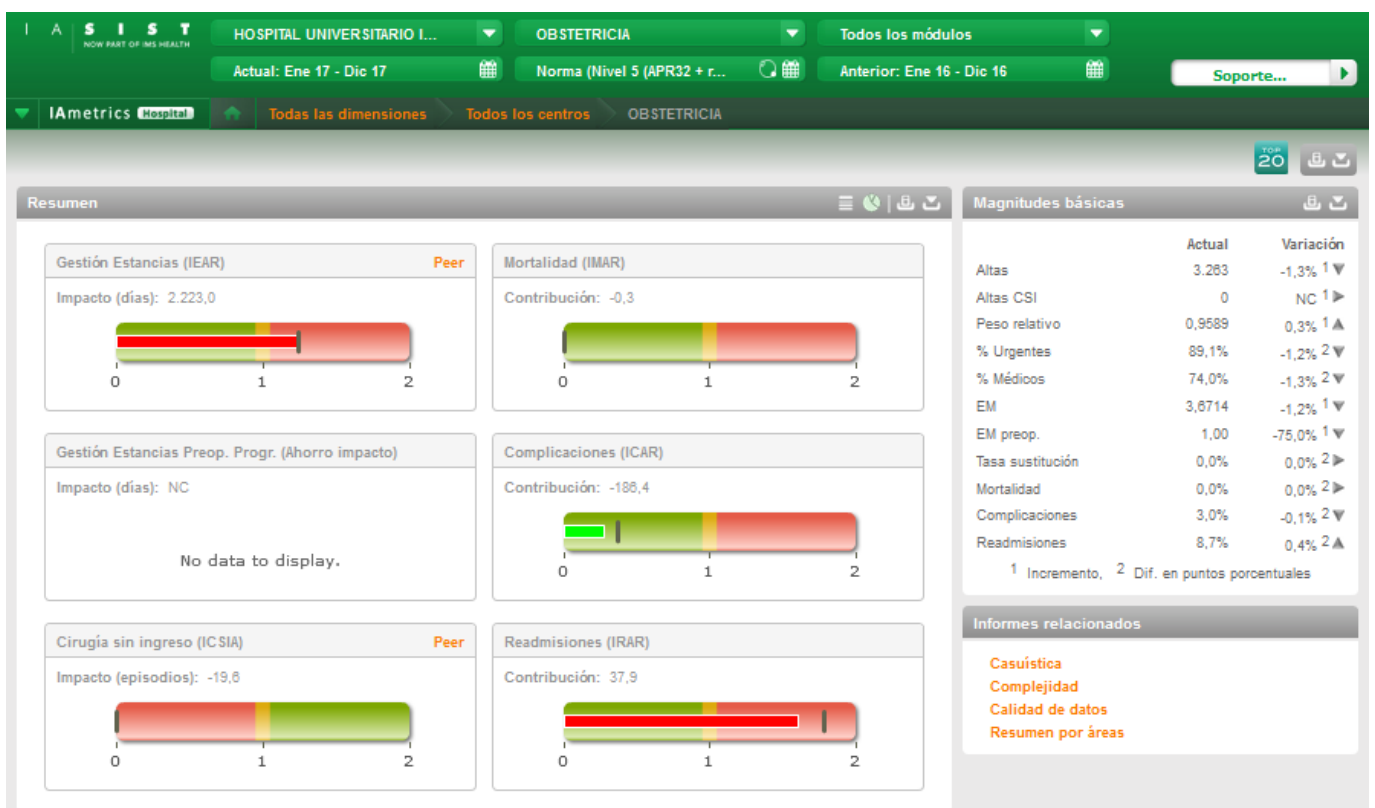 IASIST
NOW PART OF IMS HEALTH
HOSPITAL UNIVERSITARIO I...
OBSTETRICIA
Todos los módulos
Actual: Ene 17 - Dic 17
Norma (Nivel 5 (APR32 + r...
Anterior: Ene 16 - Dic 16
Soporte...
IAmetrics Hospital
Todas las dimensiones
Todos los centros
OBSTETRICIA
TOP 20
Resumen
Gestión Estancias (IEAR) Peer
Impacto (días): 2.223,0
0 1 2
Mortalidad (IMAR)
Contribución: -0,3
0 1 2
Gestión Estancias Preop. Progr. (Ahorro impacto)
Impacto (días): NC
No data to display.
Complicaciones (ICAR)
Contribución: -186,4
0 1 2
Cirugía sin ingreso (ICSIA) Peer
Impacto (episodios): -19,6
0 1 2
Readmisiones (IRAR)
Contribución: 37,9
0 1 2
Magnitudes básicas
Actual Variación
Altas 3.263 -1,3% 1
Altas CSI 0 NC 1
Peso relativo 0,9589 0,3% 1
% Urgentes 89,1% -1,2% 2
% Médicos 74,0% -1,3% 2
EM 3,6714 -1,2% 1
EM preop. 1,00 -75,0% 1
Tasa sustitución 0,0% 0,0% 2
Mortalidad 0,0% 0,0% 2
Complicaciones 3,0% -0,1% 2
Readmisiones 8,7% 0,4% 2
1 Incremento, 2 Dif. en puntos porcentuales
Informes relacionados
Casuística
Complejidad
Calidad de datos
Resumen por áreas